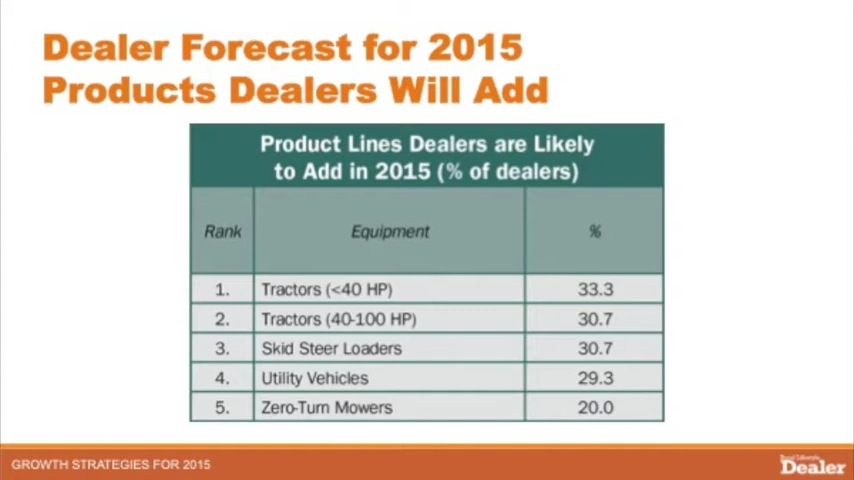 Dealer Forecast for 2015
Products Dealers Will Add
Product Lines Dealers are Likely
to Add in 2015 (% of dealers)
Rank Equipment %
1. Tractors (<40 HP) 33.3
2. Tractors (40-100 HP) 30.7
3. Skid Steer Loaders 30.7
4. Utility Vehicles 29.3
5. Zero-Turn Mowers 20.0
GROWTH STRATEGIES FOR 2015
Rural Lifestyle
Dealer